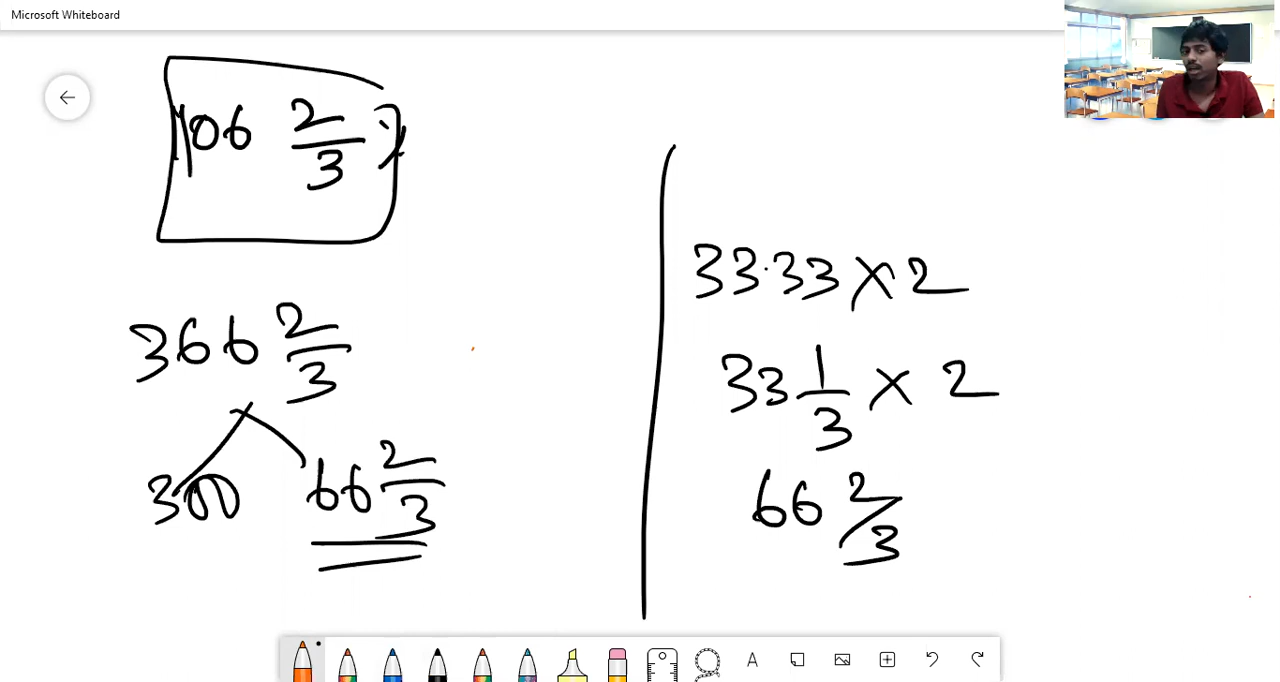 Microsoft Whiteboard
106 2/3 %
366 2/3
300 66 2/3
33.33 × 2
33 1/3 × 2
66 2/3
A